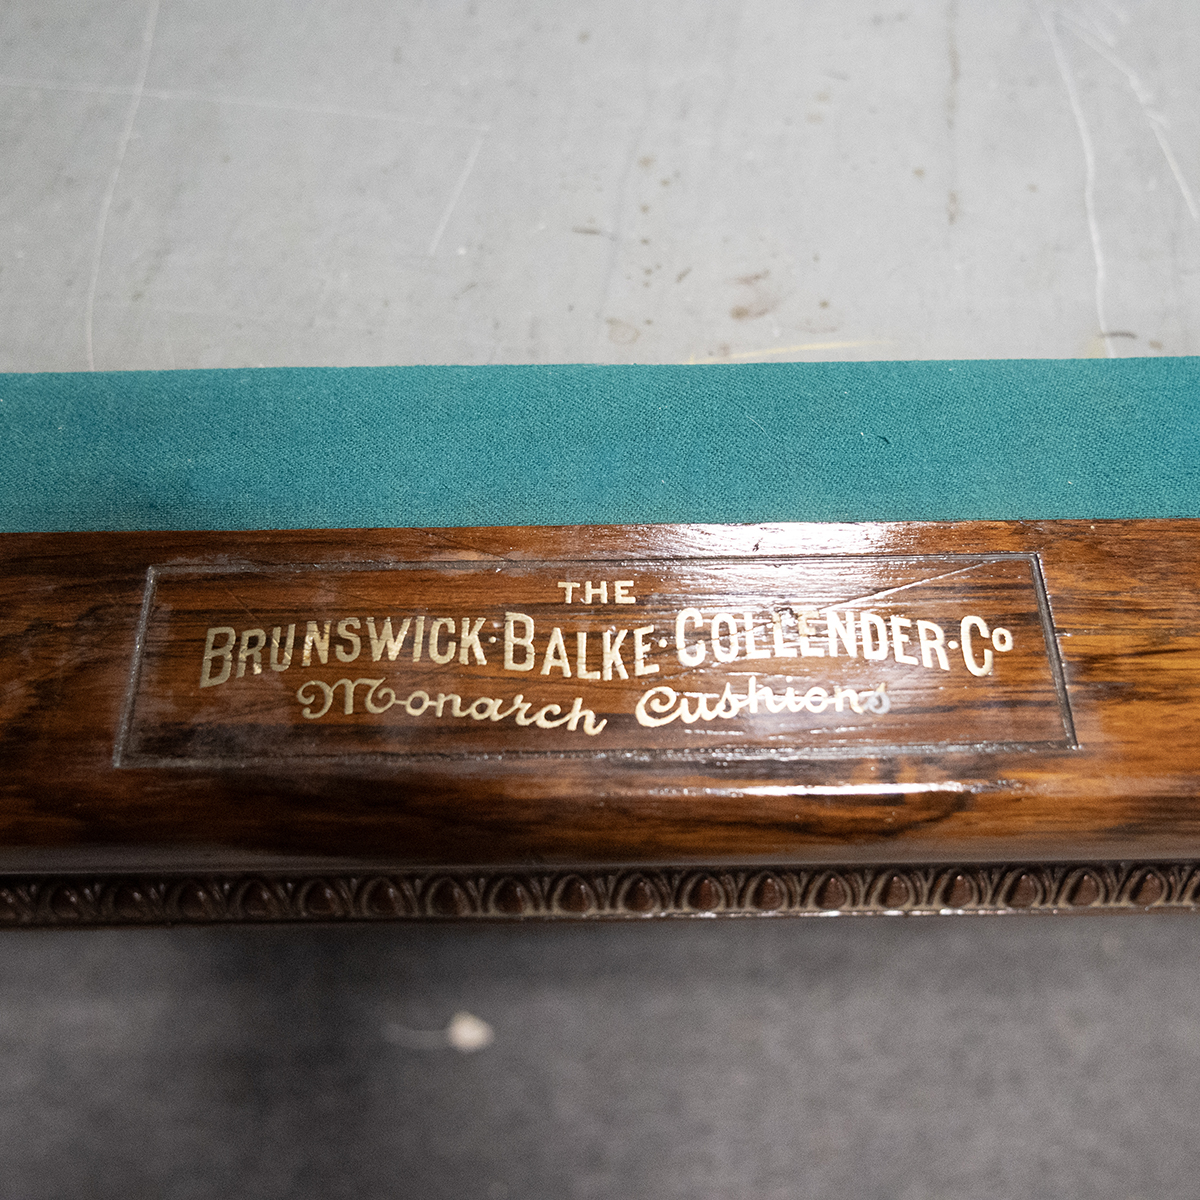 THE
BRUNSWICK·BALKE·COLLENDER·Co
Monarch Cushions